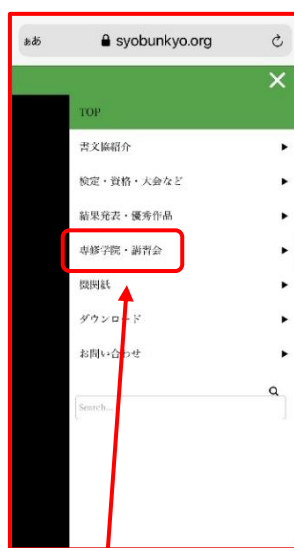 ぁあ syobunkyo.org
TOP
書文協紹介
検定・資格・大会など
結果発表・優秀作品
専修学院・講習会
機関紙
ダウンロード
お問い合わせ
Search...